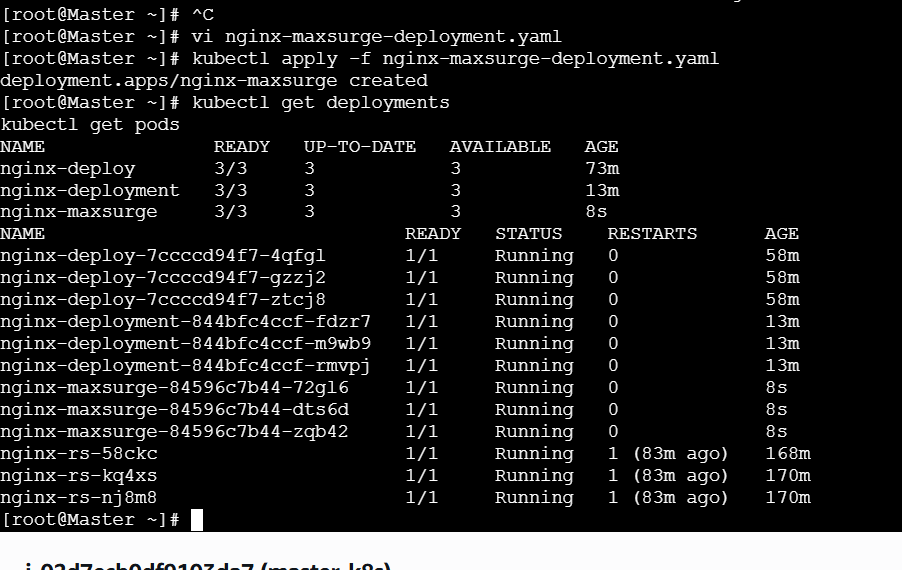 [root@Master ~]# ^C
[root@Master ~]# vi nginx-maxsurge-deployment.yaml
[root@Master ~]# kubectl apply -f nginx-maxsurge-deployment.yaml
deployment.apps/nginx-maxsurge created
[root@Master ~]# kubectl get deployments
kubectl get pods
NAME READY UP-TO-DATE AVAILABLE AGE
nginx-deploy 3/3 3 3 73m
nginx-deployment 3/3 3 3 13m
nginx-maxsurge 3/3 3 3 8s
NAME READY STATUS RESTARTS AGE
nginx-deploy-7ccccd94f7-4qfgl 1/1 Running 0 58m
nginx-deploy-7ccccd94f7-gzzj2 1/1 Running 0 58m
nginx-deploy-7ccccd94f7-ztcj8 1/1 Running 0 58m
nginx-deployment-844bfc4ccf-fdzr7 1/1 Running 0 13m
nginx-deployment-844bfc4ccf-m9wb9 1/1 Running 0 13m
nginx-deployment-844bfc4ccf-rmvpj 1/1 Running 0 13m
nginx-maxsurge-84596c7b44-72gl6 1/1 Running 0 8s
nginx-maxsurge-84596c7b44-dts6d 1/1 Running 0 8s
nginx-maxsurge-84596c7b44-zqb42 1/1 Running 0 8s
nginx-rs-58ckc 1/1 Running 1 (83m ago) 168m
nginx-rs-kq4xs 1/1 Running 1 (83m ago) 170m
nginx-rs-nj8m8 1/1 Running 1 (83m ago) 170m
[root@Master ~]#
(master-k8s)